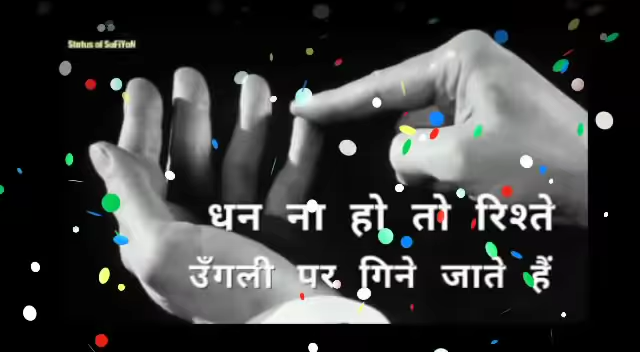 Status of SuFiYaN
धन ना हो तो रिश्ते
उँगली पर गिने जाते हैं